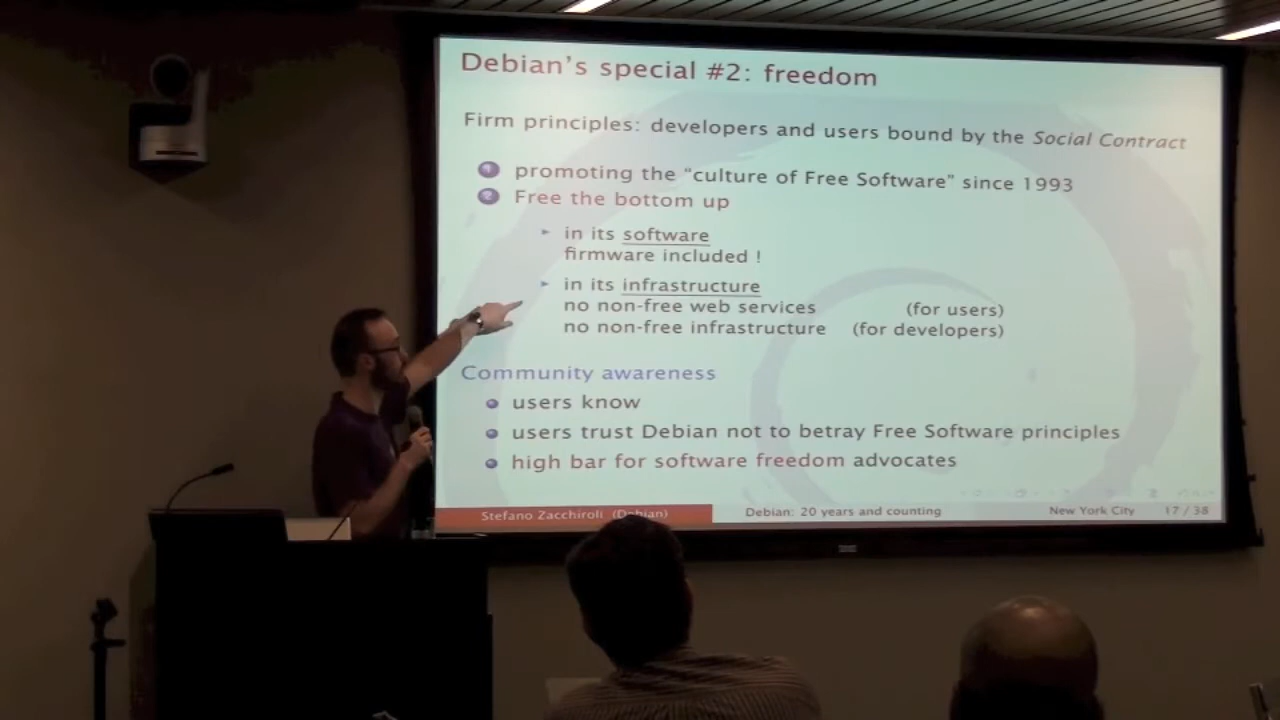 Debian's special #2: freedom
Firm principles: developers and users bound by the Social Contract
1 promoting the "culture of Free Software" since 1993
2 Free the bottom up
in its software
firmware included !
in its infrastructure
no non-free web services (for users)
no non-free infrastructure (for developers)
Community awareness
users know
users trust Debian not to betray Free Software principles
high bar for software freedom advocates
Stefano Zacchiroli (Debian) Debian: 20 years and counting New York City 17 / 38